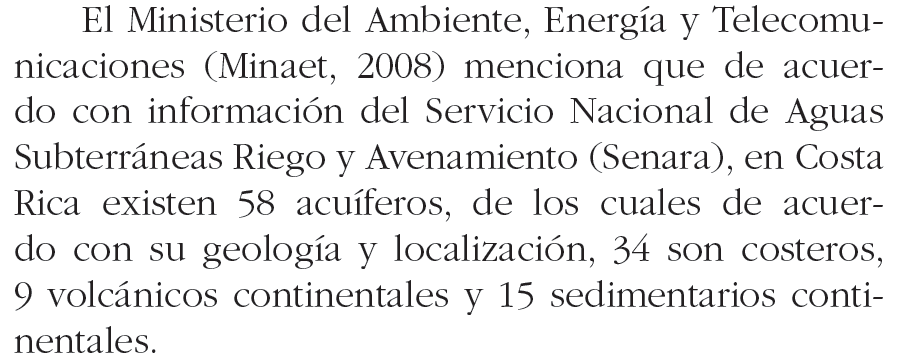 El Ministerio del Ambiente, Energía y Telecomu-
nicaciones (Minaet, 2008) menciona que de acuer-
do con información del Servicio Nacional de Aguas
Subterráneas Riego y Avenamiento (Senara), en Costa
Rica existen 58 acuíferos, de los cuales de acuer-
do con su geología y localización, 34 son costeros,
9 volcánicos continentales y 15 sedimentarios conti-
nentales.